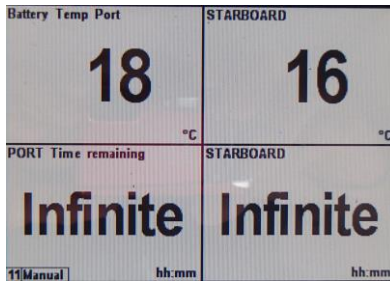 Battery Temp Port
18
°C
STARBOARD
16
°C
PORT Time remaining
Infinite
11 Manual
hh:mm
STARBOARD
Infinite
hh:mm